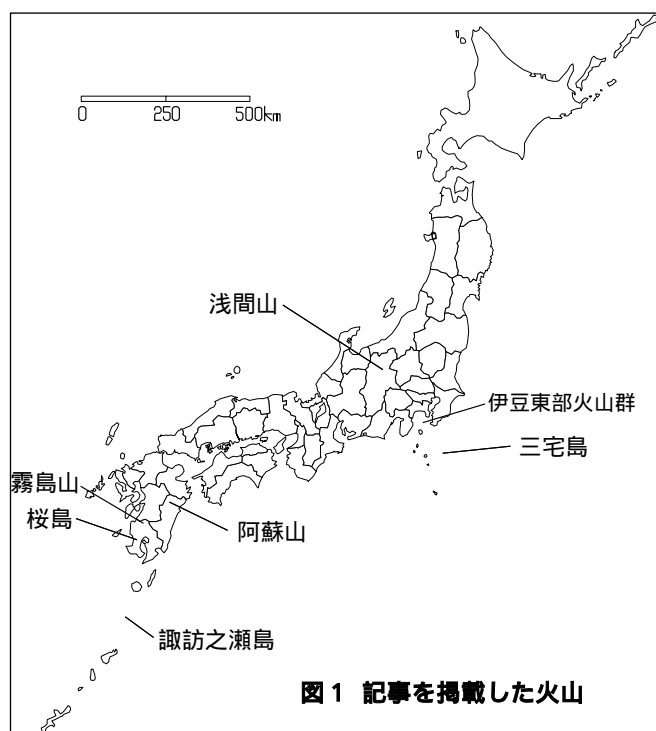 0 250 500km
浅間山
伊豆東部火山群
三宅島
霧島山
桜島
阿蘇山
諏訪之瀬島
図1 記事を掲載した火山